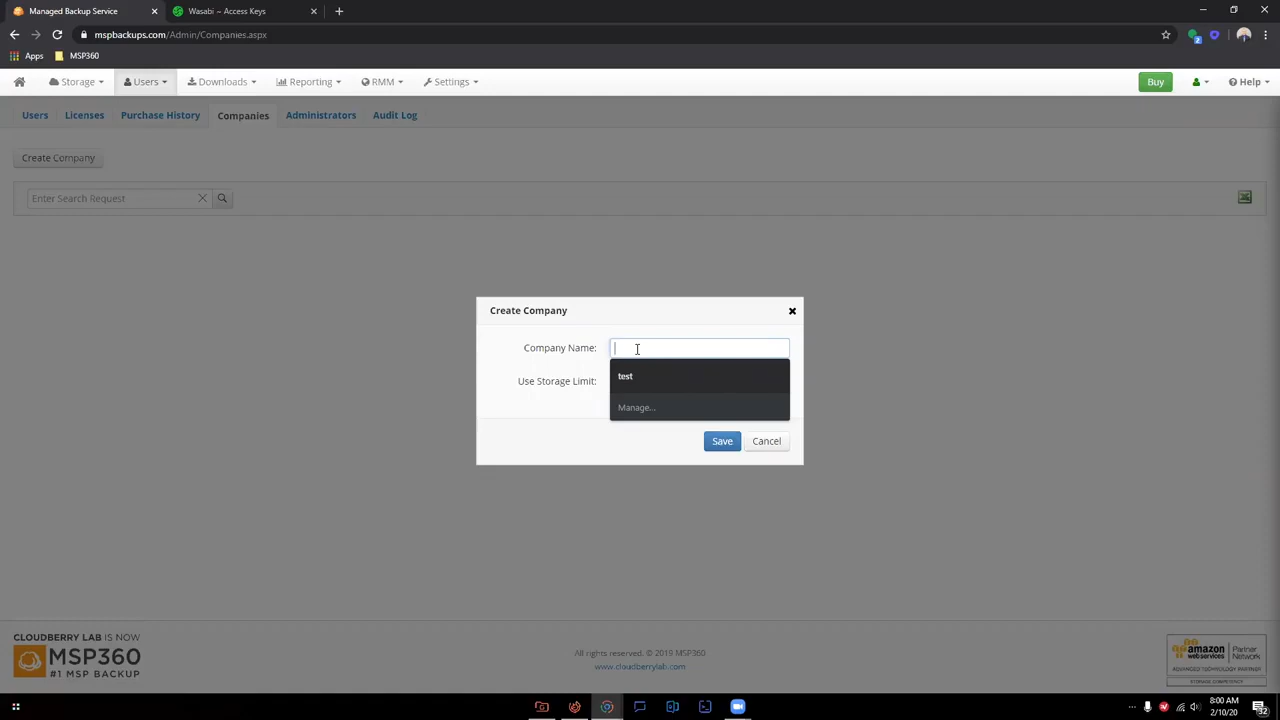 Managed Backup Service
Wasabi ~ Access Keys
mspbackups.com/Admin/Companies.aspx
Apps
MSP360
Storage
Users
Downloads
Reporting
RMM
Settings
Buy
Help
Users
Licenses
Purchase History
Companies
Administrators
Audit Log
Create Company
Enter Search Request
Create Company
Company Name:
test
Use Storage Limit:
Manage...
Save
Cancel
CLOUDBERRY LAB IS NOW
MSP360
#1 MSP BACKUP
All rights reserved. © 2019 MSP360
www.cloudberrylab.com
amazon
web services
Partner
Network
ADVANCED TECHNOLOGY PARTNER
STORAGE COMPETENCY
8:00 AM
2/10/20